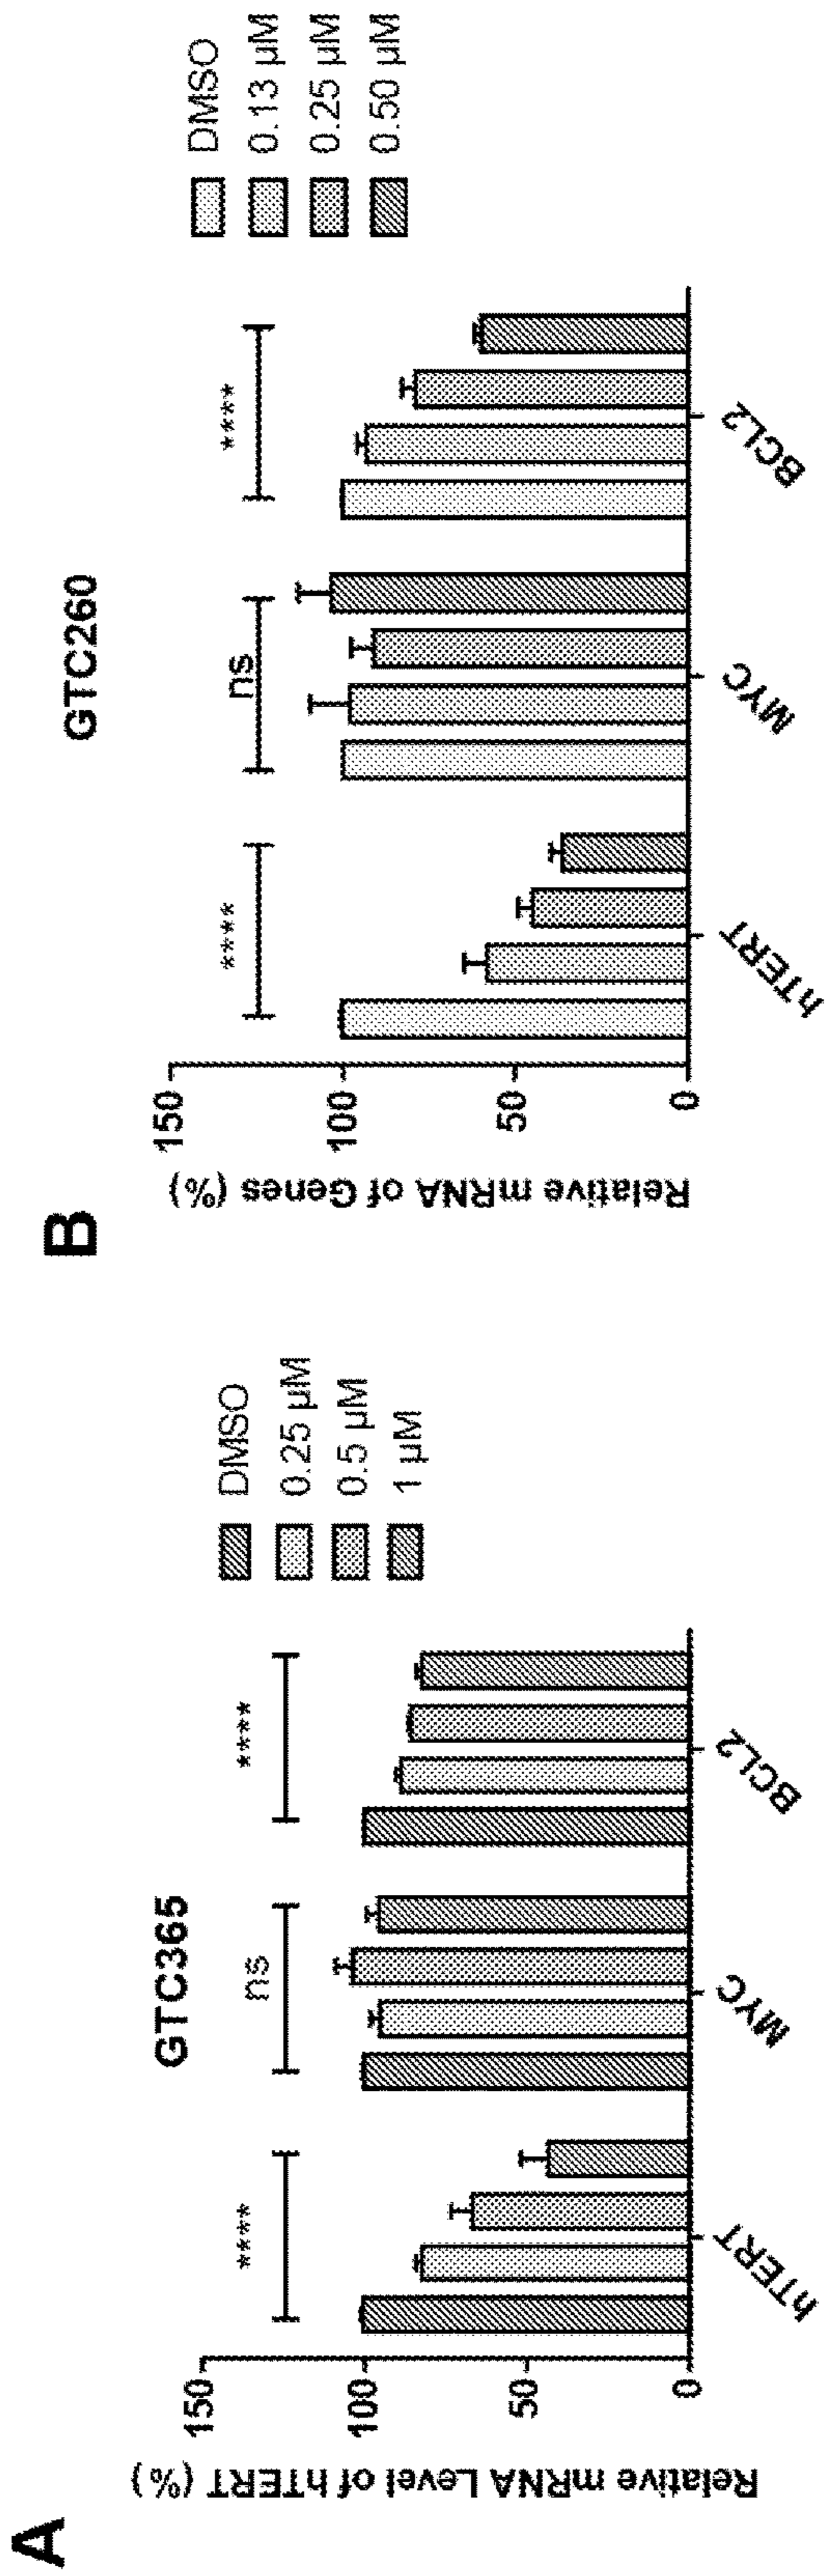 A
GTC365
Relative mRNA Level of hTERT (%)
150
100
50
0
****
ns
****
hTERT
MYC
BCL2
DMSO
0.25 µM
0.5 µM
1 µM
B
GTC260
Relative mRNA of Genes (%)
150
100
50
0
****
ns
****
hTERT
MYC
BCL2
DMSO
0.13 µM
0.25 µM
0.50 µM